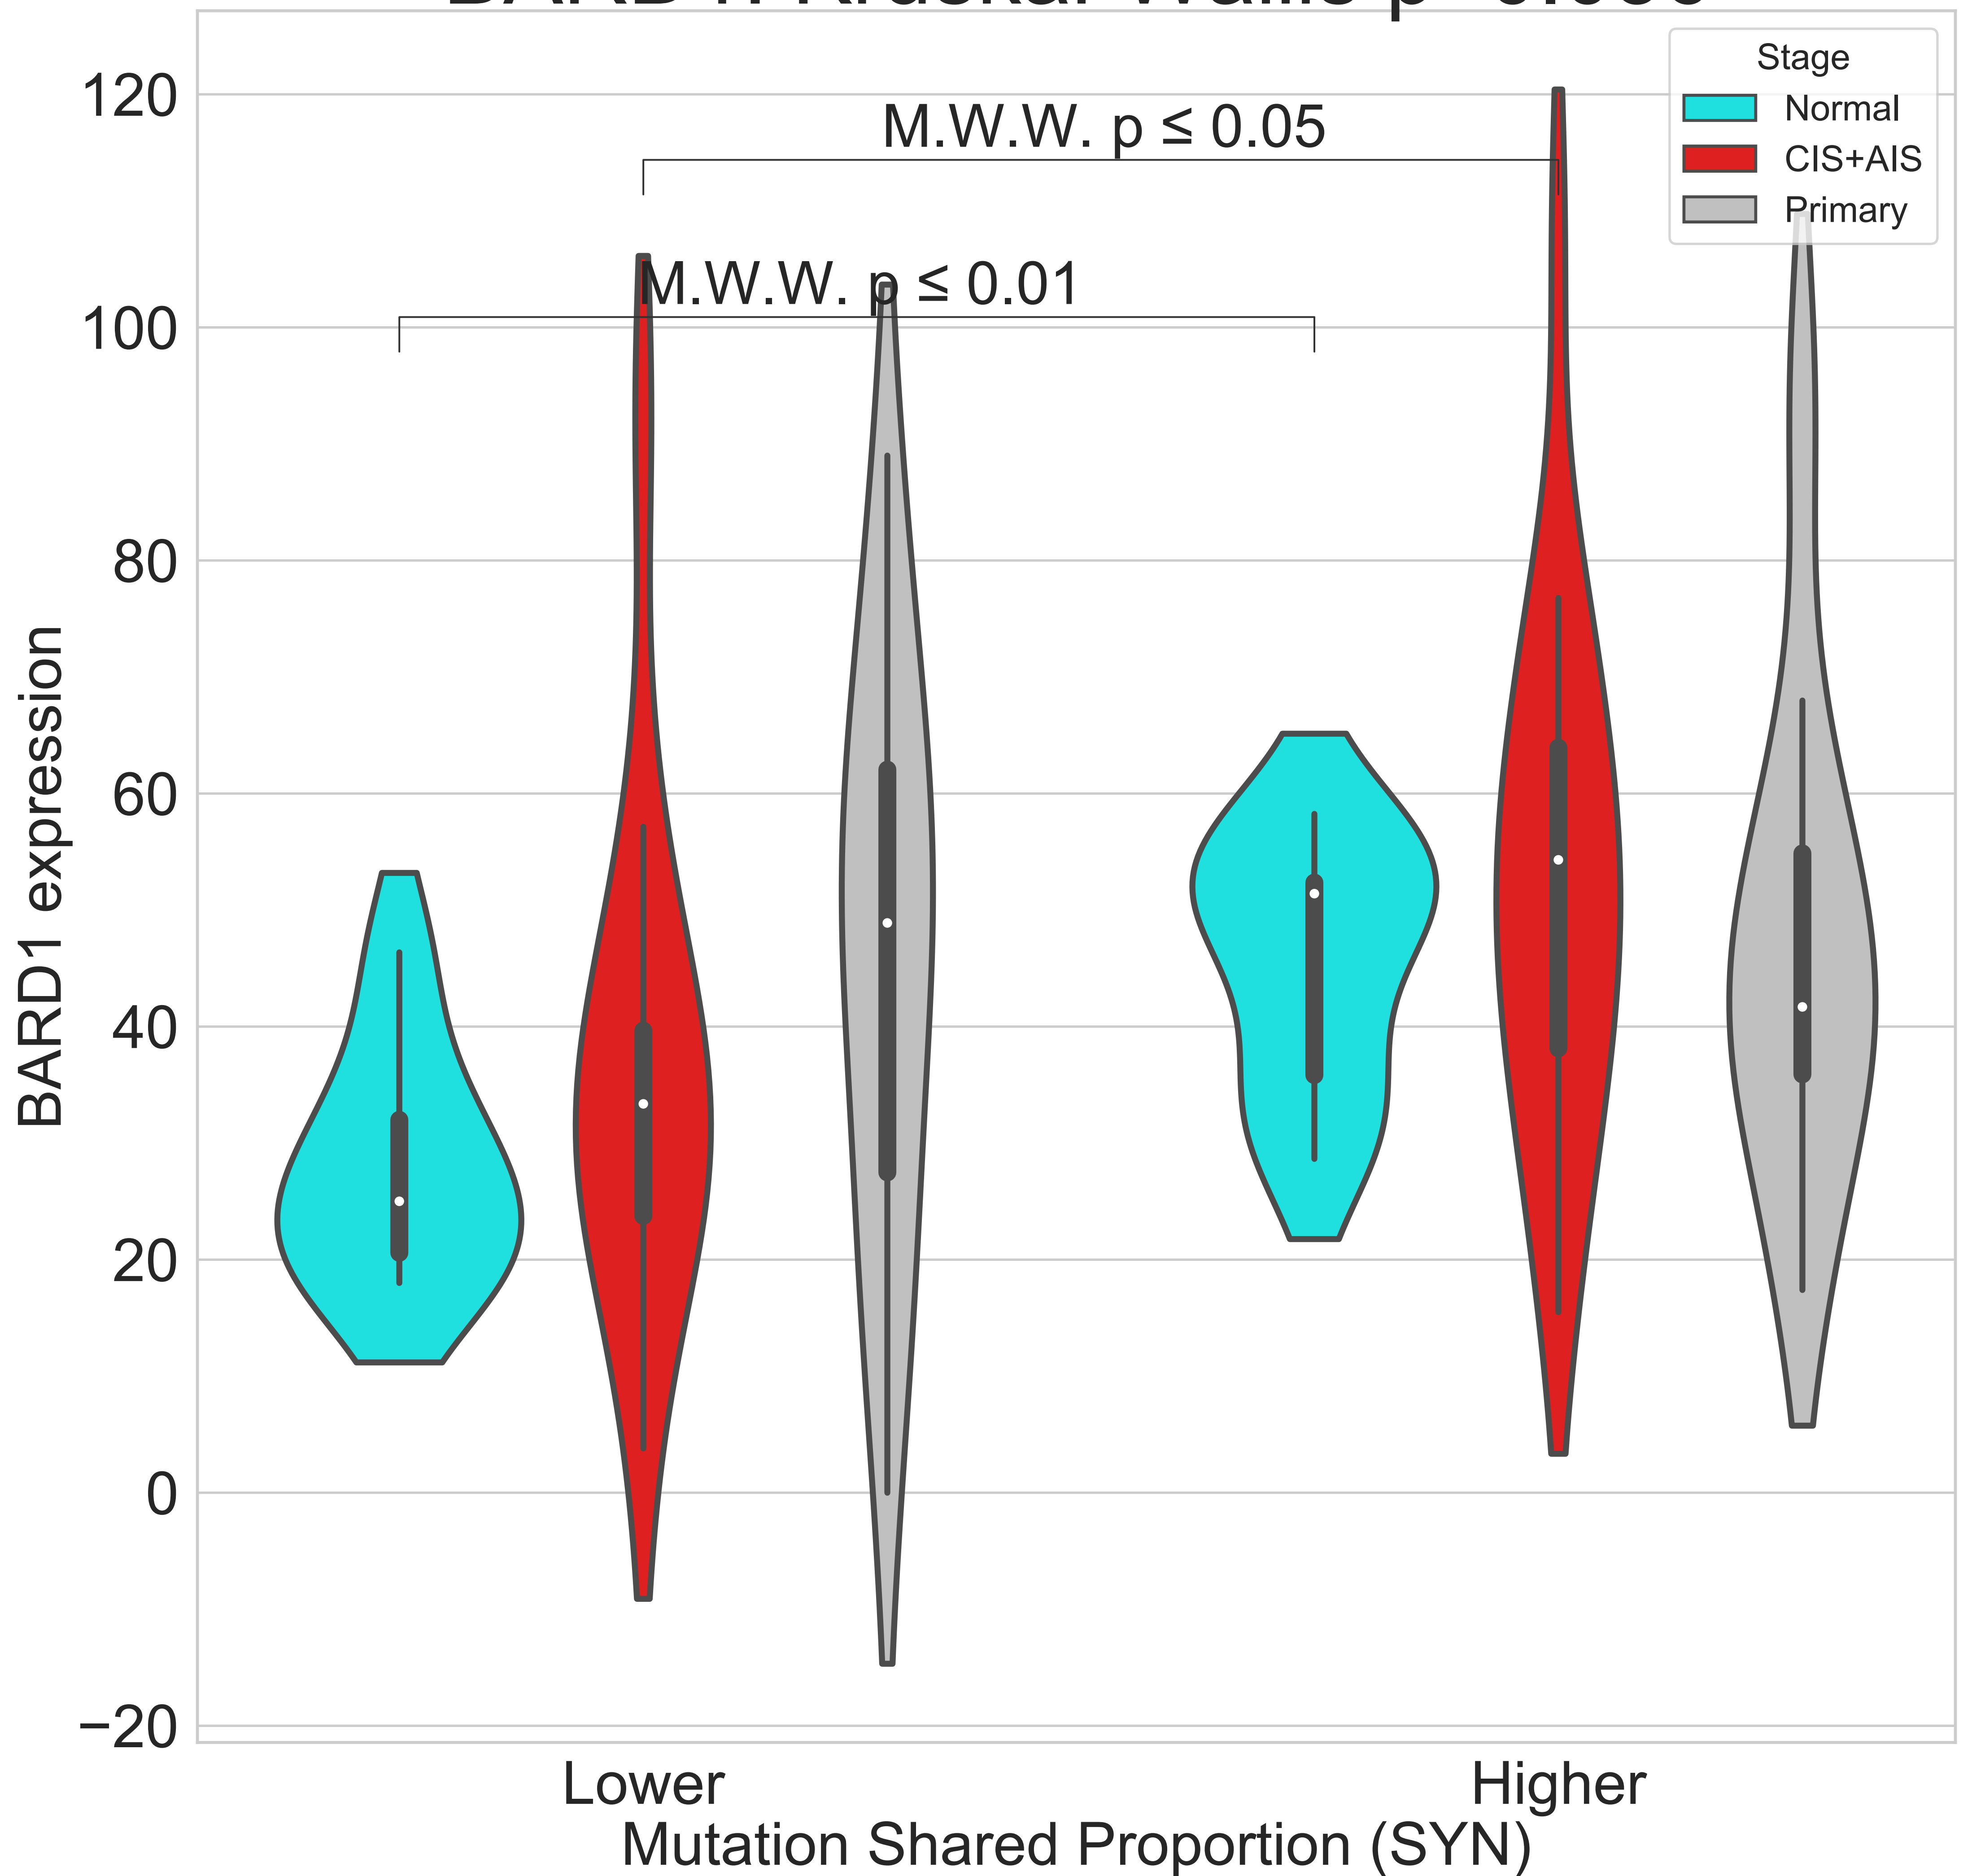 Stage
Normal
CIS+AIS
Primary
M.W.W. p ≤ 0.05
M.W.W. p ≤ 0.01
120
100
80
60
40
20
0
−20
BARD1 expression
Lower
Higher
Mutation Shared Proportion (SYN)